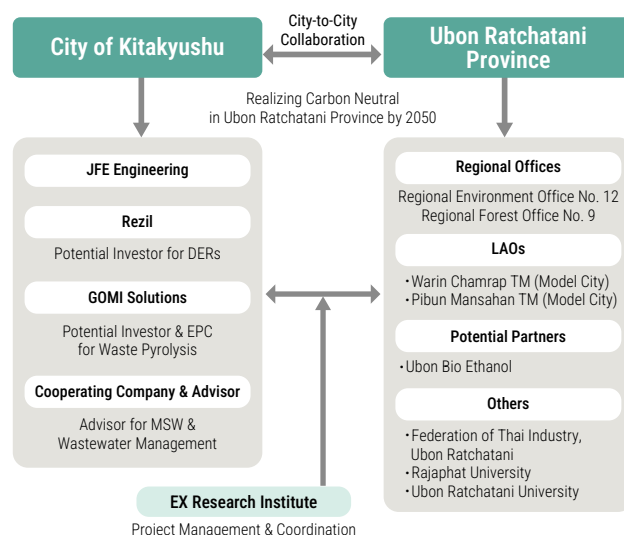 City of Kitakyushu
City-to-City
Collaboration
Ubon Ratchatani
Province
Realizing Carbon Neutral
in Ubon Ratchatani Province by 2050
JFE Engineering
Rezil
Potential Investor for DERs
GOMI Solutions
Potential Investor & EPC
for Waste Pyrolysis
Cooperating Company & Advisor
Advisor for MSW &
Wastewater Management
Regional Offices
Regional Environment Office No. 12
Regional Forest Office No. 9
LAOs
・Warin Chamrap TM (Model City)
・Pibun Mansahan TM (Model City)
Potential Partners
・Ubon Bio Ethanol
Others
・Federation of Thai Industry,
Ubon Ratchatani
・Rajaphat University
・Ubon Ratchatani University
EX Research Institute
Project Management & Coordination